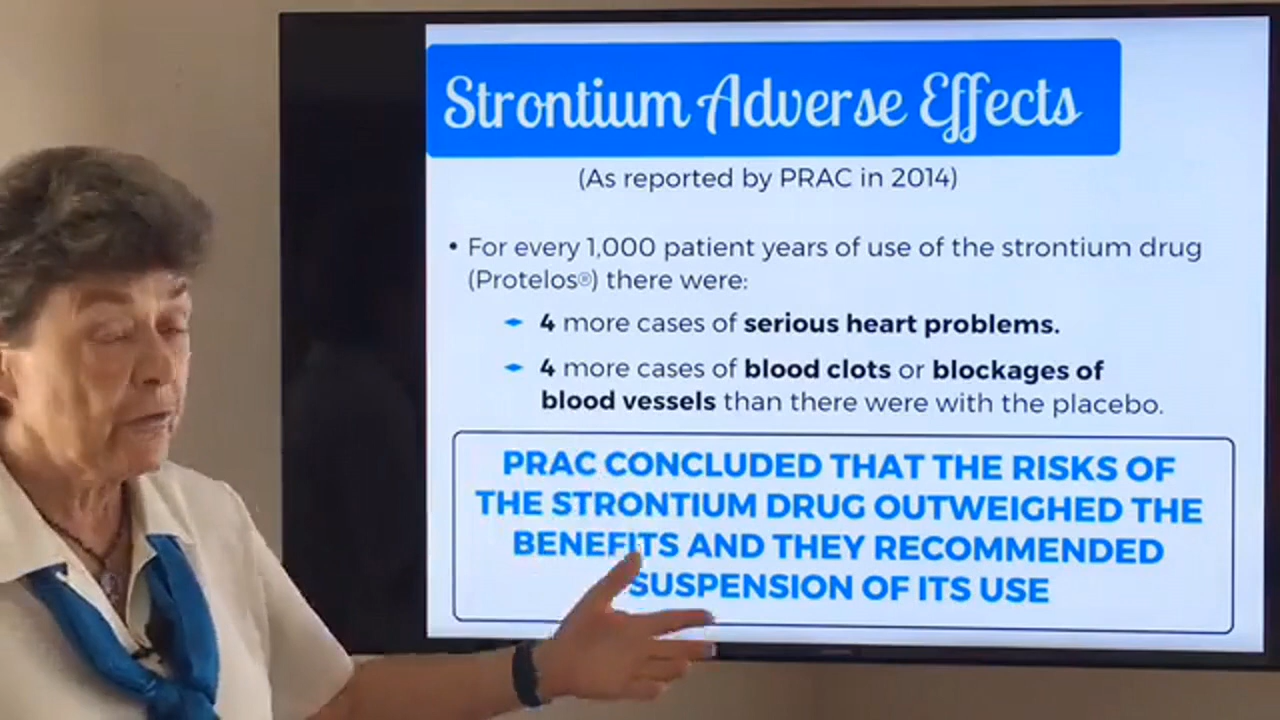 Strontium Adverse Effects
(As reported by PRAC in 2014)
• For every 1,000 patient years of use of the strontium drug
(Protelos®) there were:
4 more cases of serious heart problems.
4 more cases of blood clots or blockages of
blood vessels than there were with the placebo.
PRAC CONCLUDED THAT THE RISKS OF
THE STRONTIUM DRUG OUTWEIGHED THE
BENEFITS AND THEY RECOMMENDED
SUSPENSION OF ITS USE